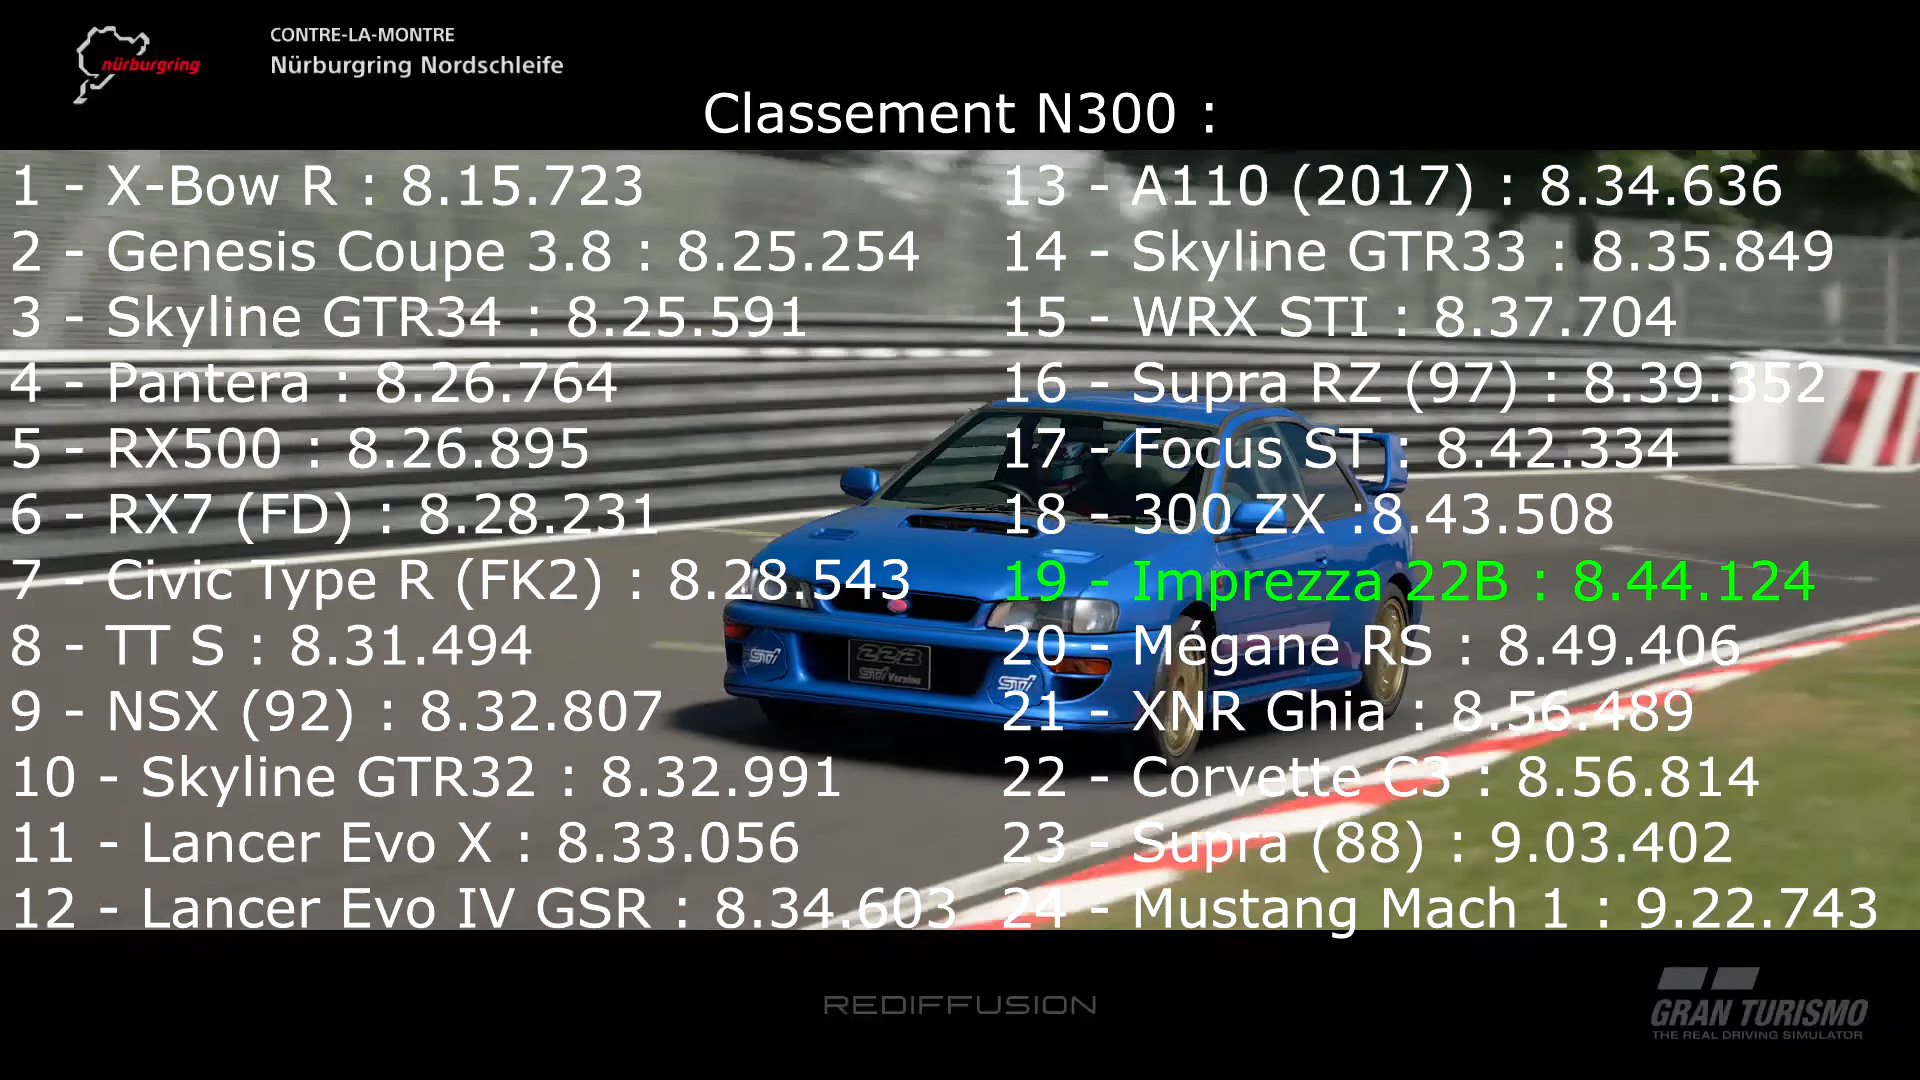 nürburgring
CONTRE-LA-MONTRE
Nürburgring Nordschleife
Classement N300 :
1 - X-Bow R : 8.15.723
2 - Genesis Coupe 3.8 : 8.25.254
3 - Skyline GTR34 : 8.25.591
4 - Pantera : 8.26.764
5 - RX500 : 8.26.895
6 - RX7 (FD) : 8.28.231
7 - Civic Type R (FK2) : 8.28.543
8 - TT S : 8.31.494
9 - NSX (92) : 8.32.807
10 - Skyline GTR32 : 8.32.991
11 - Lancer Evo X : 8.33.056
12 - Lancer Evo IV GSR : 8.34.603
13 - A110 (2017) : 8.34.636
14 - Skyline GTR33 : 8.35.849
15 - WRX STI : 8.37.704
16 - Supra RZ (97) : 8.39.352
17 - Focus ST : 8.42.334
18 - 300 ZX :8.43.508
19 - Imprezza 22B : 8.44.124
20 - Mégane RS : 8.49.406
21 - XNR Ghia : 8.56.489
22 - Corvette C3 : 8.56.814
23 - Supra (88) : 9.03.402
24 - Mustang Mach 1 : 9.22.743
STi
22B
STi Version
STi
REDIFFUSION
GRAN TURISMO
THE REAL DRIVING SIMULATOR